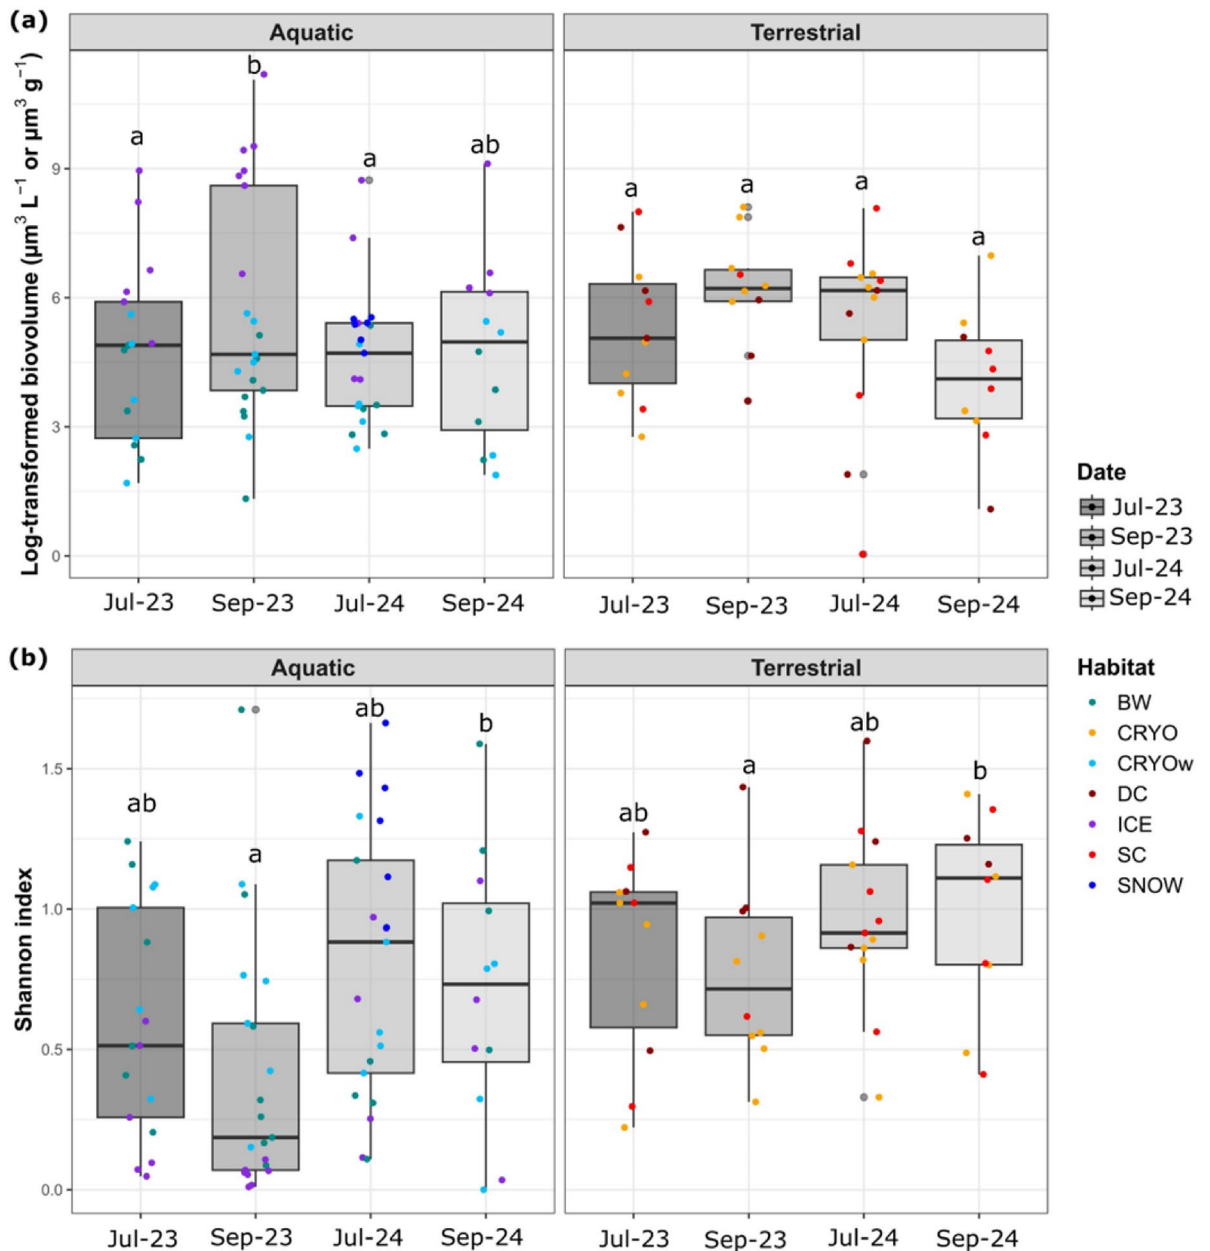 (a)
Aquatic
Terrestrial
Log-transformed biovolume (µm³ L⁻¹ or µm³ g⁻¹)
9
6
3
0
a
b
a
ab
a
a
a
a
Jul-23
Sep-23
Jul-24
Sep-24
Jul-23
Sep-23
Jul-24
Sep-24
Date
Jul-23
Sep-23
Jul-24
Sep-24
(b)
Aquatic
Terrestrial
Shannon index
1.5
1.0
0.5
0.0
ab
a
ab
b
ab
a
ab
b
Jul-23
Sep-23
Jul-24
Sep-24
Jul-23
Sep-23
Jul-24
Sep-24
Habitat
BW
CRYO
CRYOw
DC
ICE
SC
SNOW